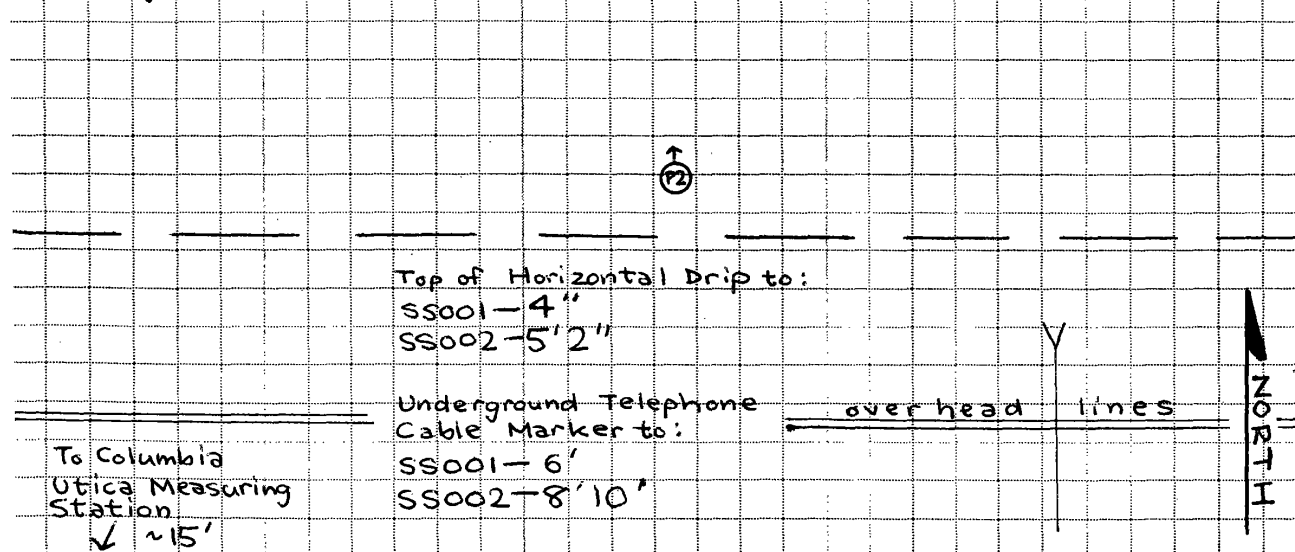 P2
Top of Horizontal Drip to:
SS001-4"
SS002-5'2"
Underground Telephone
Cable Marker to:
SS001-6'
SS002-8'10"
overhead lines
NORTH
To Columbia
Utica Measuring
Station
↙ ~15'